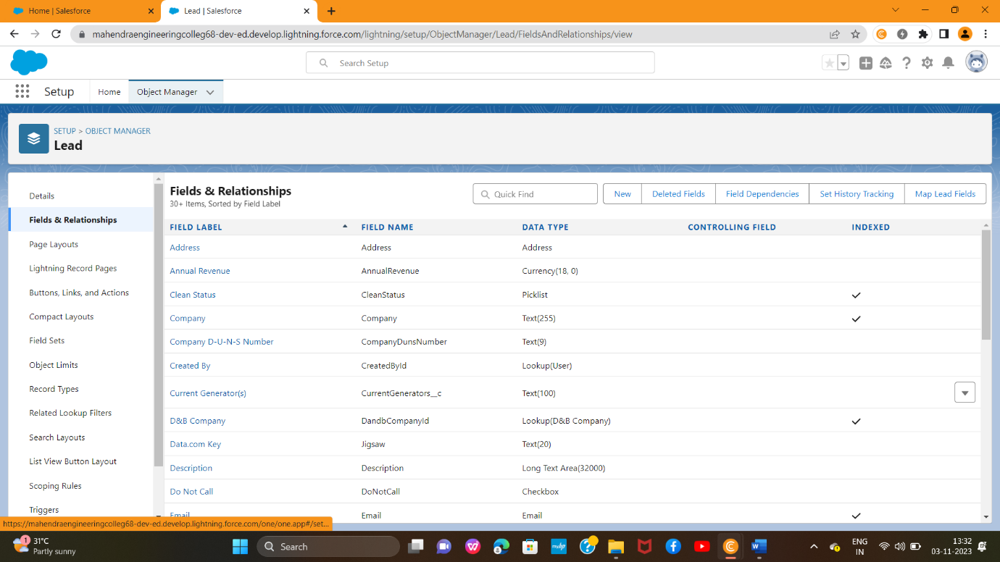 Home | Salesforce
Lead | Salesforce
mahendraengineeringcolleg68-dev-ed.develop.lightning.force.com/lightning/setup/ObjectManager/Lead/FieldsAndRelationships/view
Search Setup
Setup
Home
Object Manager
SETUP > OBJECT MANAGER
Lead
Details
Fields & Relationships
Page Layouts
Lightning Record Pages
Buttons, Links, and Actions
Compact Layouts
Field Sets
Object Limits
Record Types
Related Lookup Filters
Search Layouts
List View Button Layout
Scoping Rules
Triggers
Fields & Relationships
30+ Items, Sorted by Field Label
Quick Find
New
Deleted Fields
Field Dependencies
Set History Tracking
Map Lead Fields
FIELD LABEL FIELD NAME DATA TYPE CONTROLLING FIELD INDEXED
Address Address Address
Annual Revenue AnnualRevenue Currency(18, 0)
Clean Status CleanStatus Picklist
Company Company Text(255)
Company D-U-N-S Number CompanyDunsNumber Text(9)
Created By CreatedById Lookup(User)
Current Generator(s) CurrentGenerators__c Text(100)
D&B Company DandbCompanyId Lookup(D&B Company)
Data.com Key Jigsaw Text(20)
Description Description Long Text Area(32000)
Do Not Call DoNotCall Checkbox
Email Email Email
https://mahendraengineeringcolleg68-dev-ed.develop.lightning.force.com/one/one.app#/set...
1
31°C
Partly sunny
Search
ENG
IN
13:32
03-11-2023